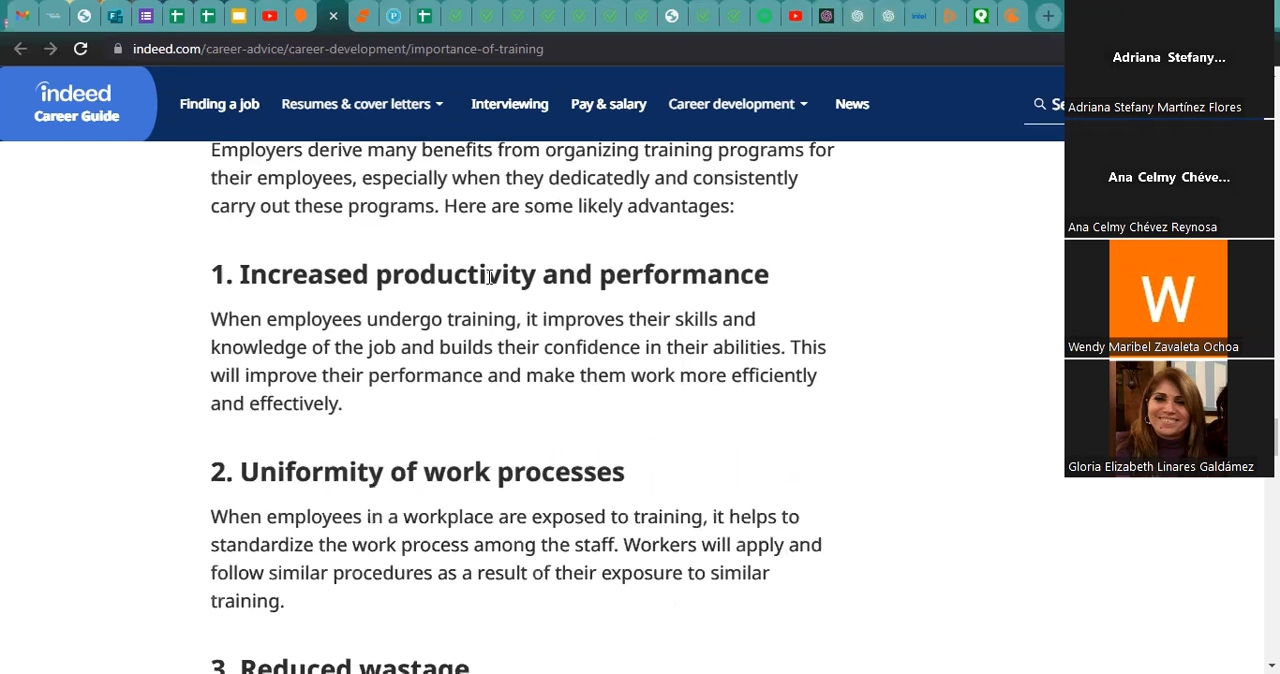 indeed.com/career-advice/career-development/importance-of-training
indeed
Career Guide
Finding a job
Resumes & cover letters
Interviewing
Pay & salary
Career development
News
Employers derive many benefits from organizing training programs for
their employees, especially when they dedicatedly and consistently
carry out these programs. Here are some likely advantages:
1. Increased productivity and performance
When employees undergo training, it improves their skills and
knowledge of the job and builds their confidence in their abilities. This
will improve their performance and make them work more efficiently
and effectively.
2. Uniformity of work processes
When employees in a workplace are exposed to training, it helps to
standardize the work process among the staff. Workers will apply and
follow similar procedures as a result of their exposure to similar
training.
3. Reduced wastage
Adriana Stefany...
Adriana Stefany Martínez Flores
Ana Celmy Chéve...
Ana Celmy Chévez Reynosa
W
Wendy Maribel Zavaleta Ochoa
Gloria Elizabeth Linares Galdámez